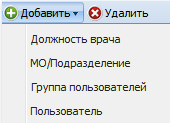 Добавить Удалить
Должность врача
МО/Подразделение
Группа пользователей
Пользователь